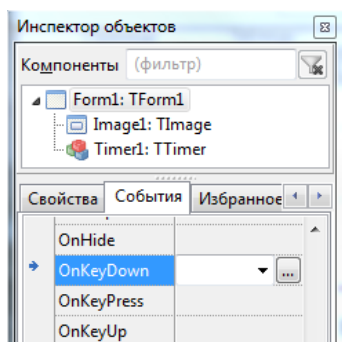 Инспектор объектов
Компоненты (фильтр)
Form1: TForm1
Image1: TImage
Timer1: TTimer
Свойства События Избранное
OnHide
OnKeyDown ...
OnKeyPress
OnKeyUp